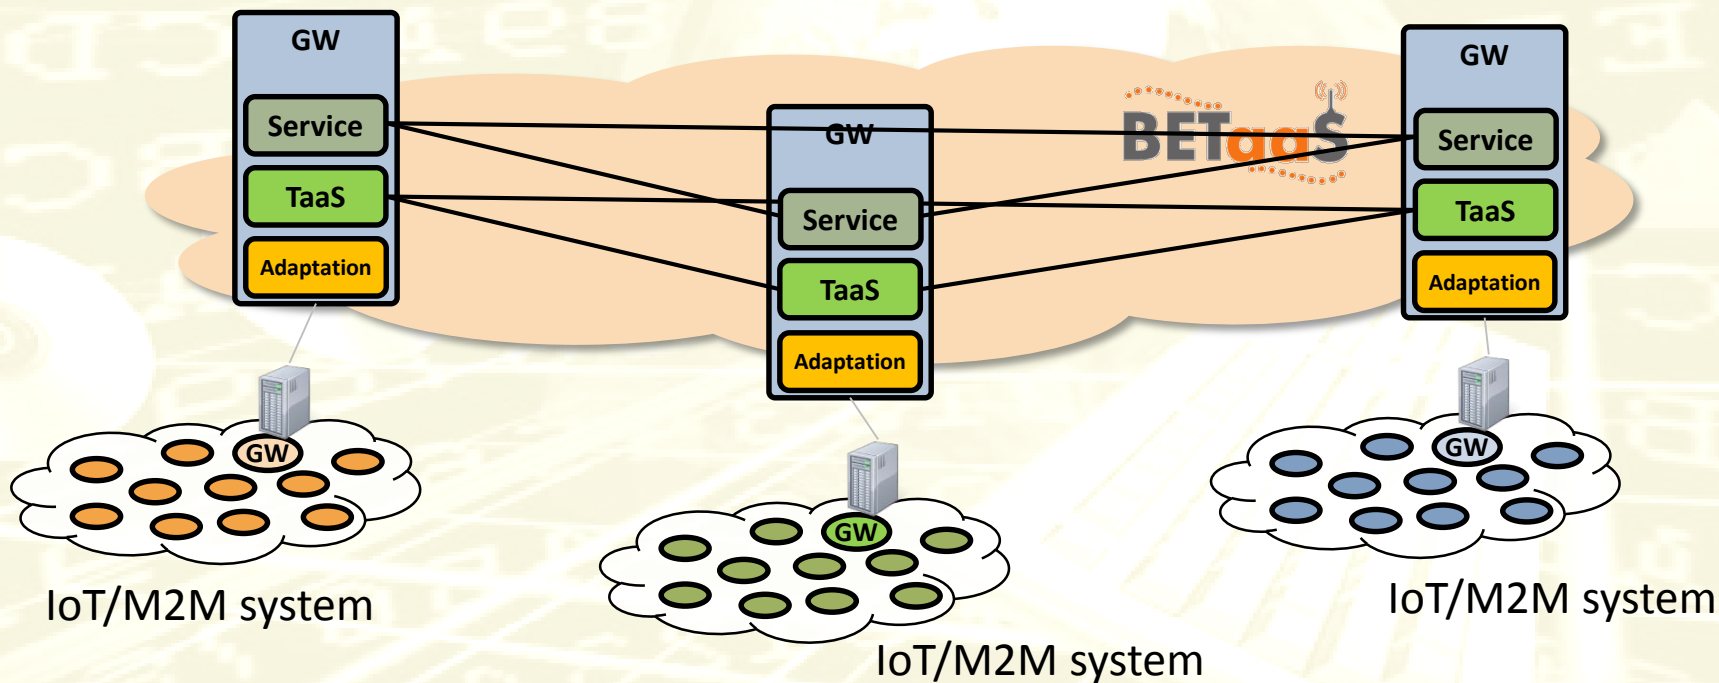 GW
Service
TaaS
Adaptation
GW
Service
TaaS
Adaptation
BETaaS
GW
Service
TaaS
Adaptation
GW
IoT/M2M system
GW
IoT/M2M system
GW
IoT/M2M system